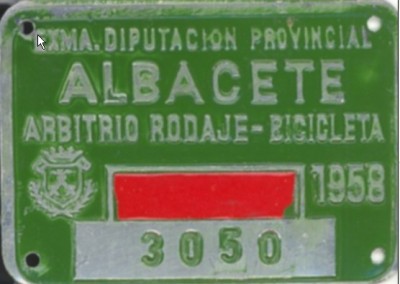 EXMA. DIPUTACION PROVINCIAL
ALBACETE
ARBITRIO RODAJE-BICICLETA
1958
3050